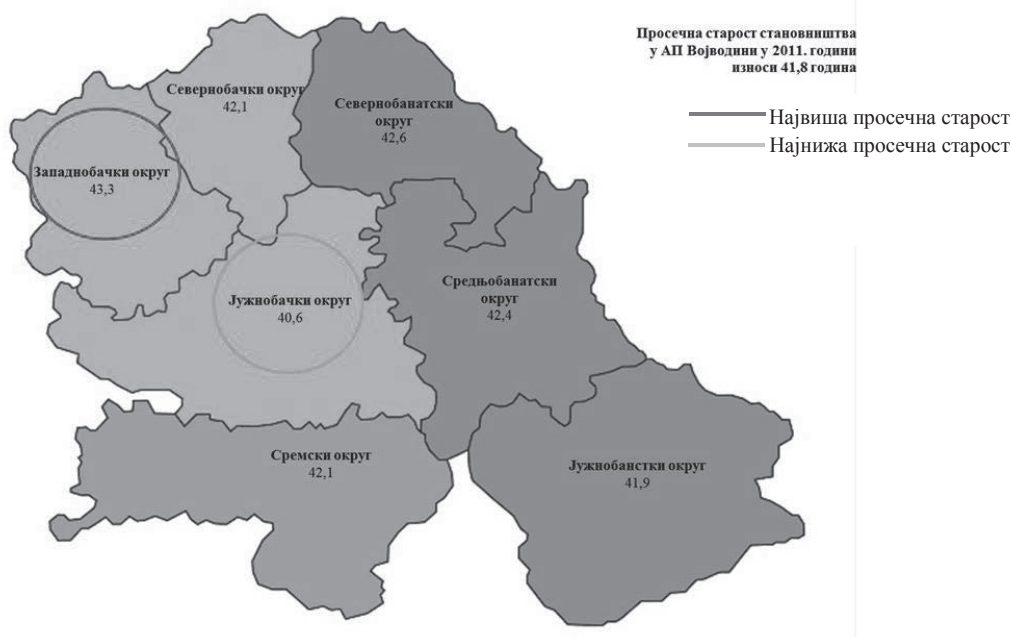 Просечна старост становништва
у АП Војводини у 2011. години
износи 41,8 година
Највиша просечна старост
Најнижа просечна старост
Севернобачки округ
42,1
Севернобанатски
округ
42,6
Западнобачки округ
43,3
Средњобанатски
округ
42,4
Јужнобачки округ
40,6
Сремски округ
42,1
Јужнобанстки округ
41,9